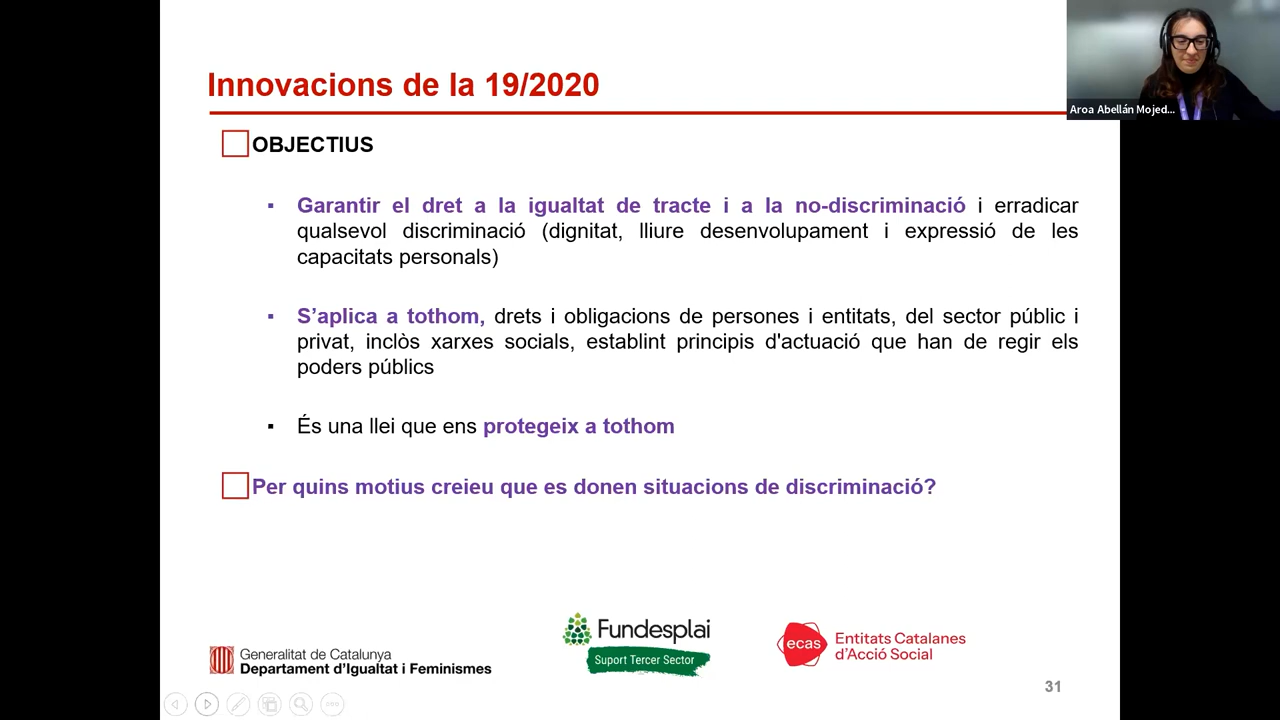 Innovacions de la 19/2020
Aroa Abellán Mojed...
OBJECTIUS
▪ Garantir el dret a la igualtat de tracte i a la no-discriminació i erradicar
qualsevol discriminació (dignitat, lliure desenvolupament i expressió de les
capacitats personals)
▪ S’aplica a tothom, drets i obligacions de persones i entitats, del sector públic i
privat, inclòs xarxes socials, establint principis d'actuació que han de regir els
poders públics
▪ És una llei que ens protegeix a tothom
Per quins motius creieu que es donen situacions de discriminació?
Generalitat de Catalunya
Departament d’Igualtat i Feminismes
Fundesplai
Suport Tercer Sector
ecas
Entitats Catalanes
d’Acció Social
31